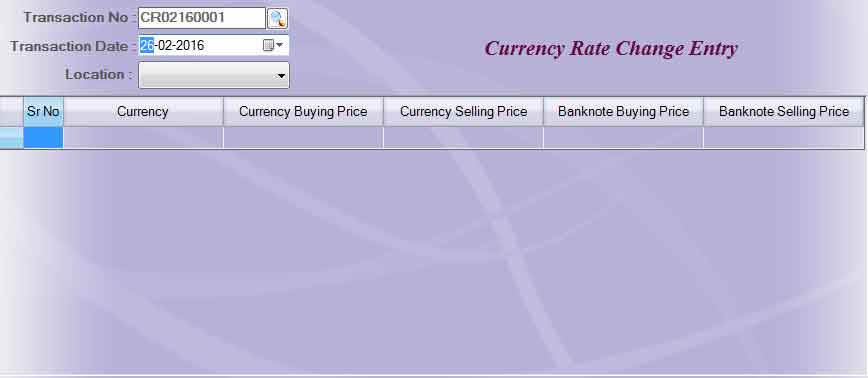 Transaction No : CR02160001
Transaction Date : 26-02-2016
Currency Rate Change Entry
Location :
Sr No Currency Currency Buying Price Currency Selling Price Banknote Buying Price Banknote Selling Price